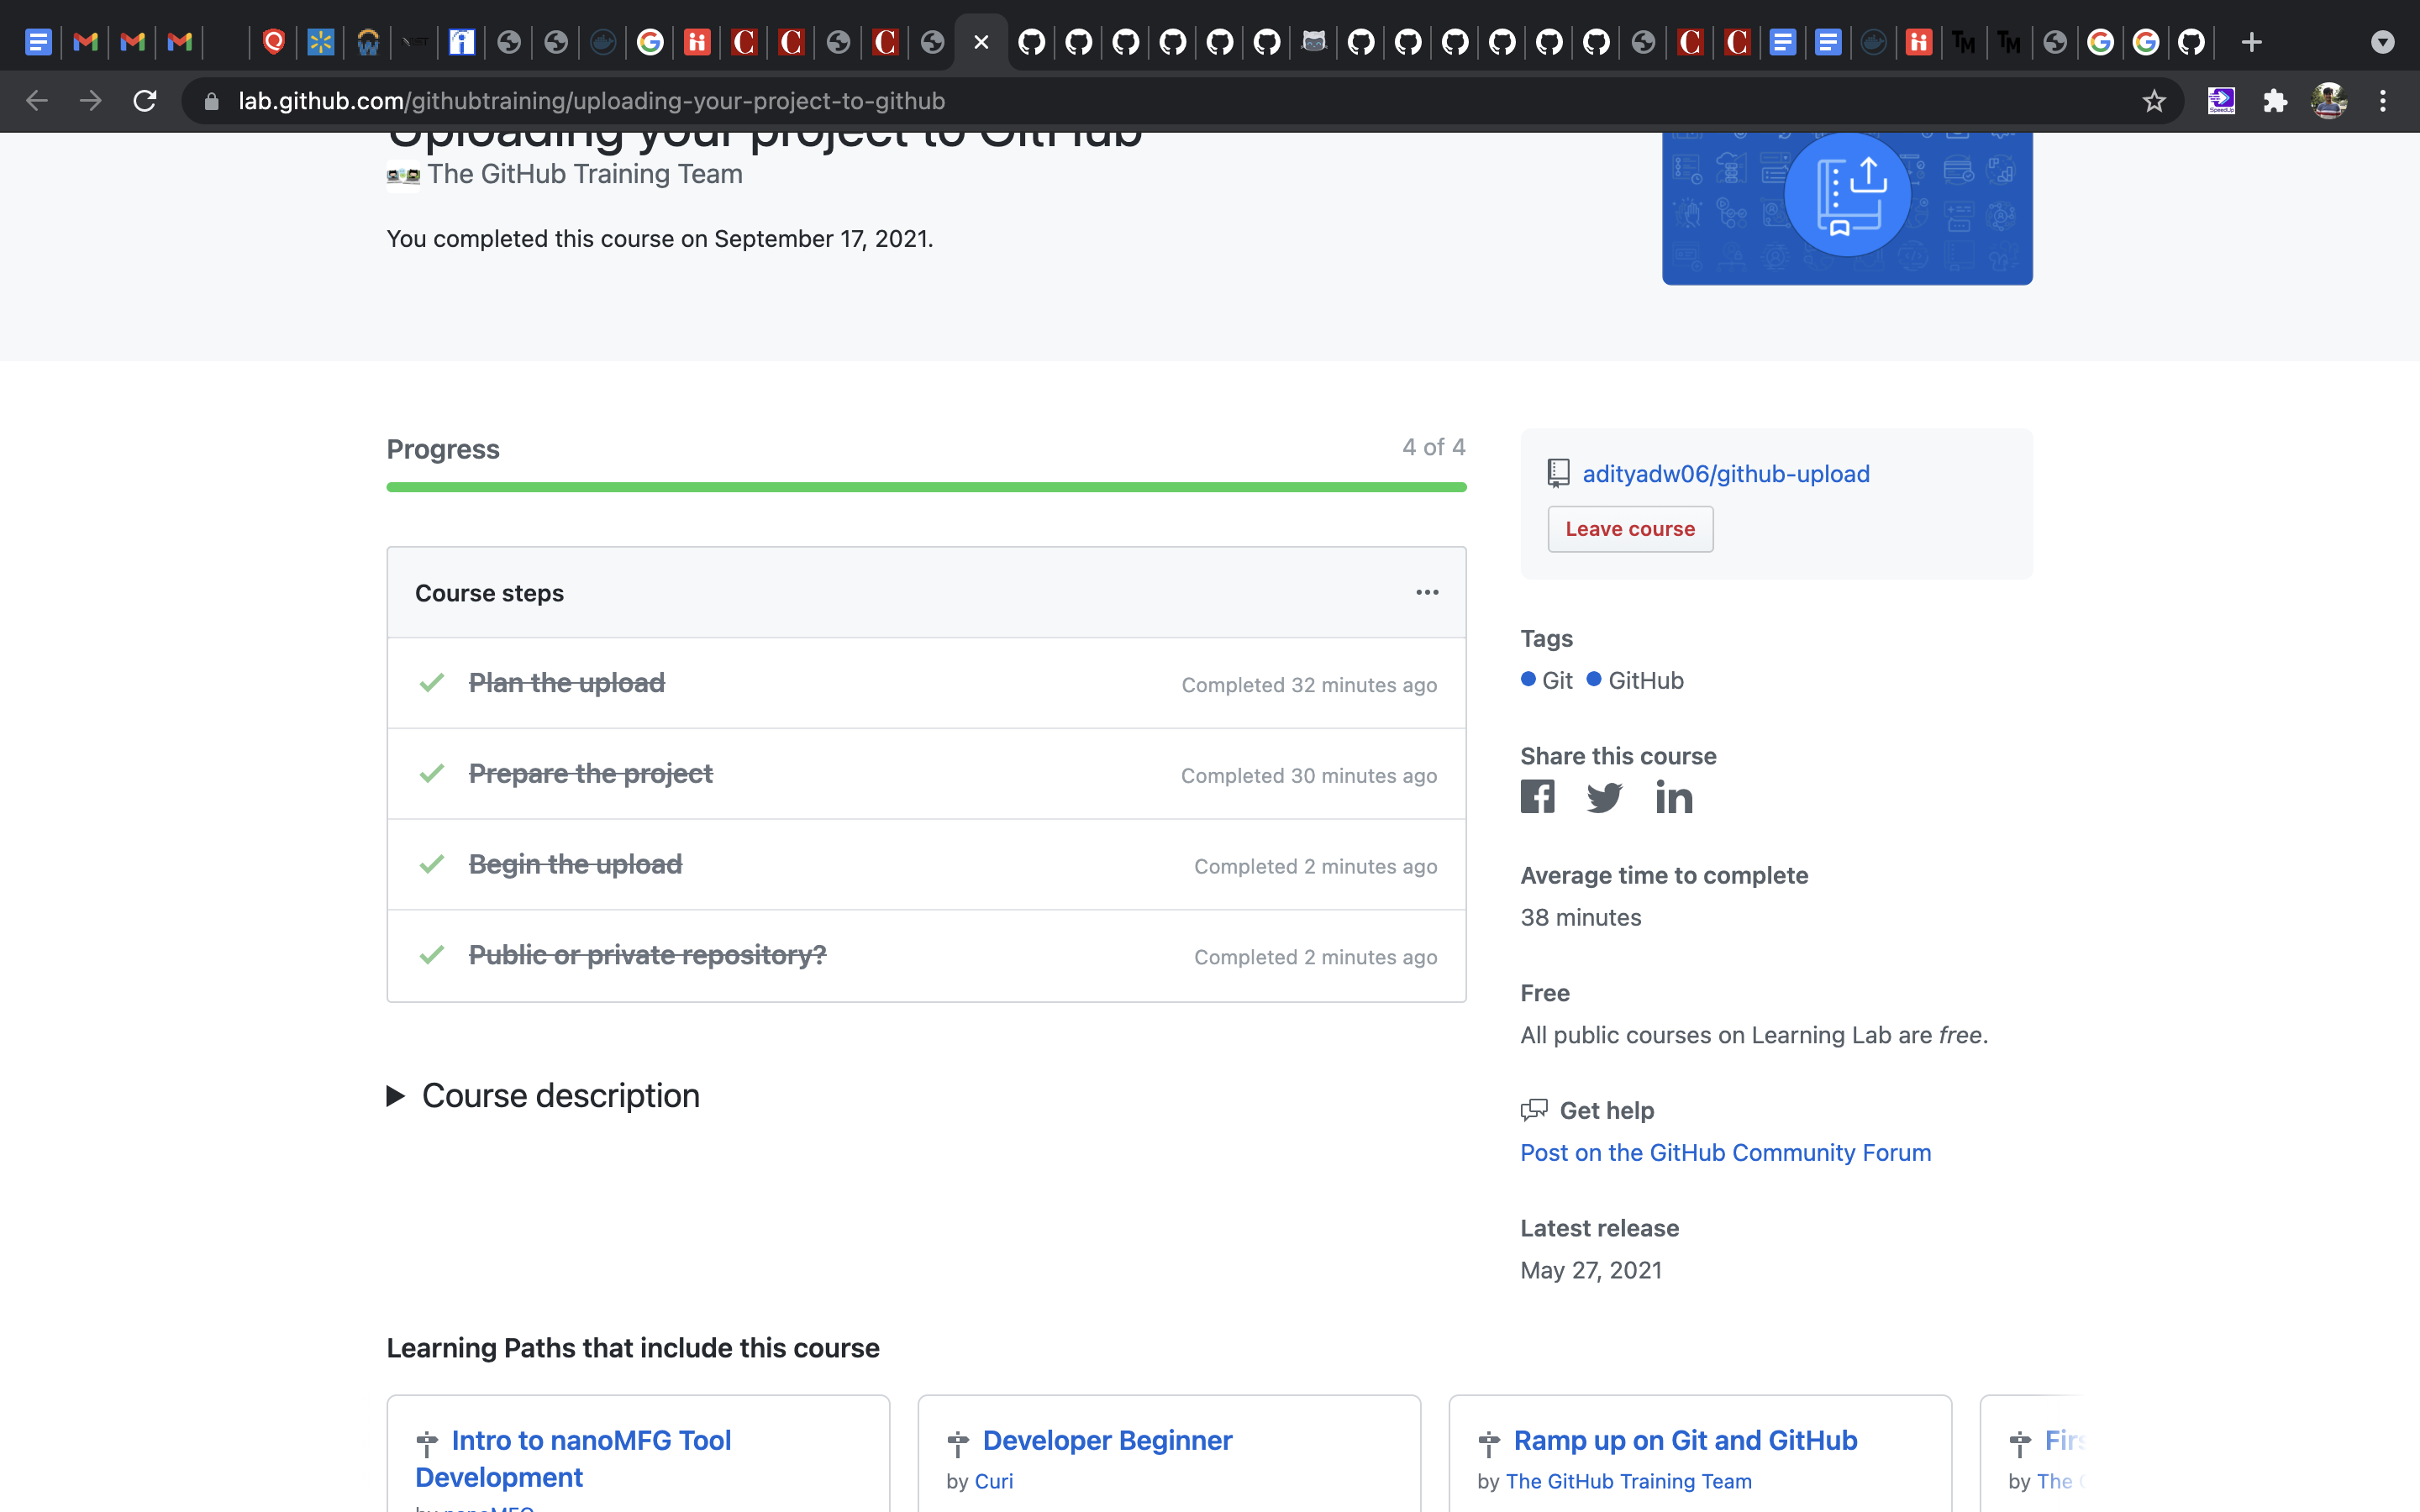 lab.github.com/githubtraining/uploading-your-project-to-github
Uploading your project to GitHub
The GitHub Training Team
You completed this course on September 17, 2021.
Progress
4 of 4
Course steps
Plan the upload
Completed 32 minutes ago
Prepare the project
Completed 30 minutes ago
Begin the upload
Completed 2 minutes ago
Public or private repository?
Completed 2 minutes ago
Course description
adityadw06/github-upload
Leave course
Tags
Git GitHub
Share this course
Average time to complete
38 minutes
Free
All public courses on Learning Lab are free.
Get help
Post on the GitHub Community Forum
Latest release
May 27, 2021
Learning Paths that include this course
Intro to nanoMFG Tool
Development
by nanoMFG
Developer Beginner
by Curi
Ramp up on Git and GitHub
by The GitHub Training Team
by The